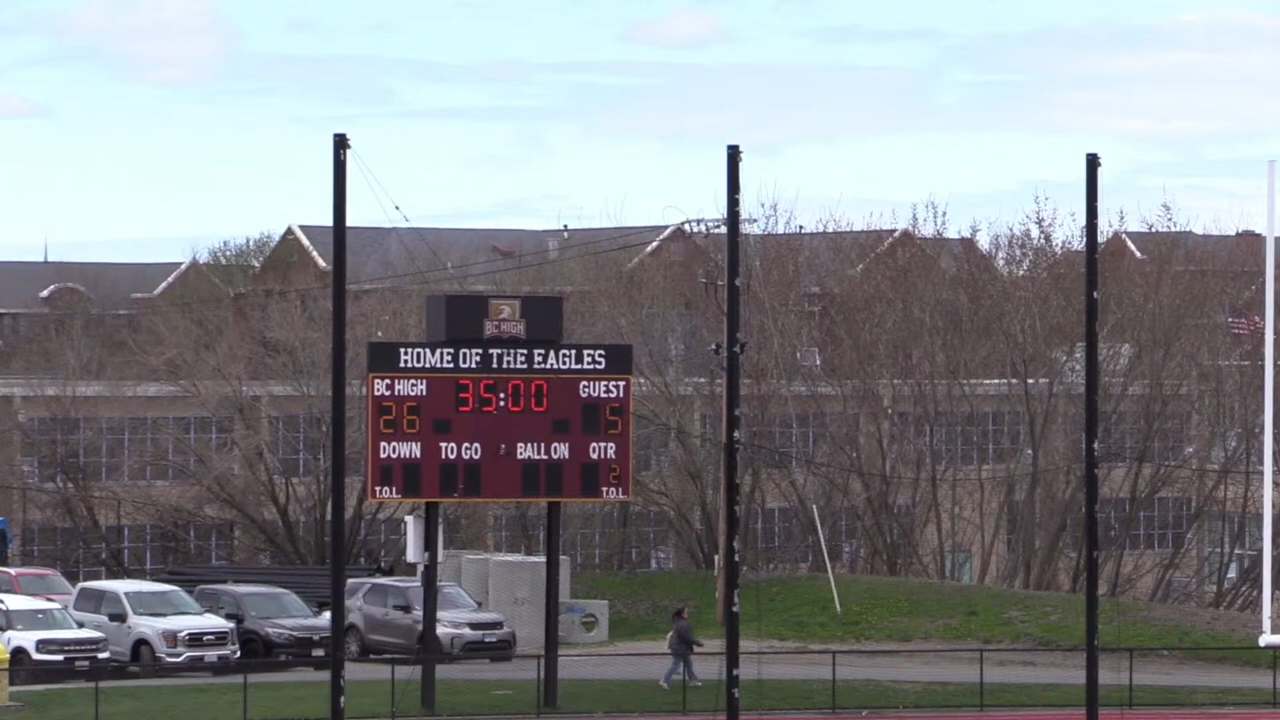 BC HIGH
HOME OF THE EAGLES
BC HIGH 35:00 GUEST
26 5
DOWN TO GO BALL ON QTR
2
T.O.L. T.O.L.